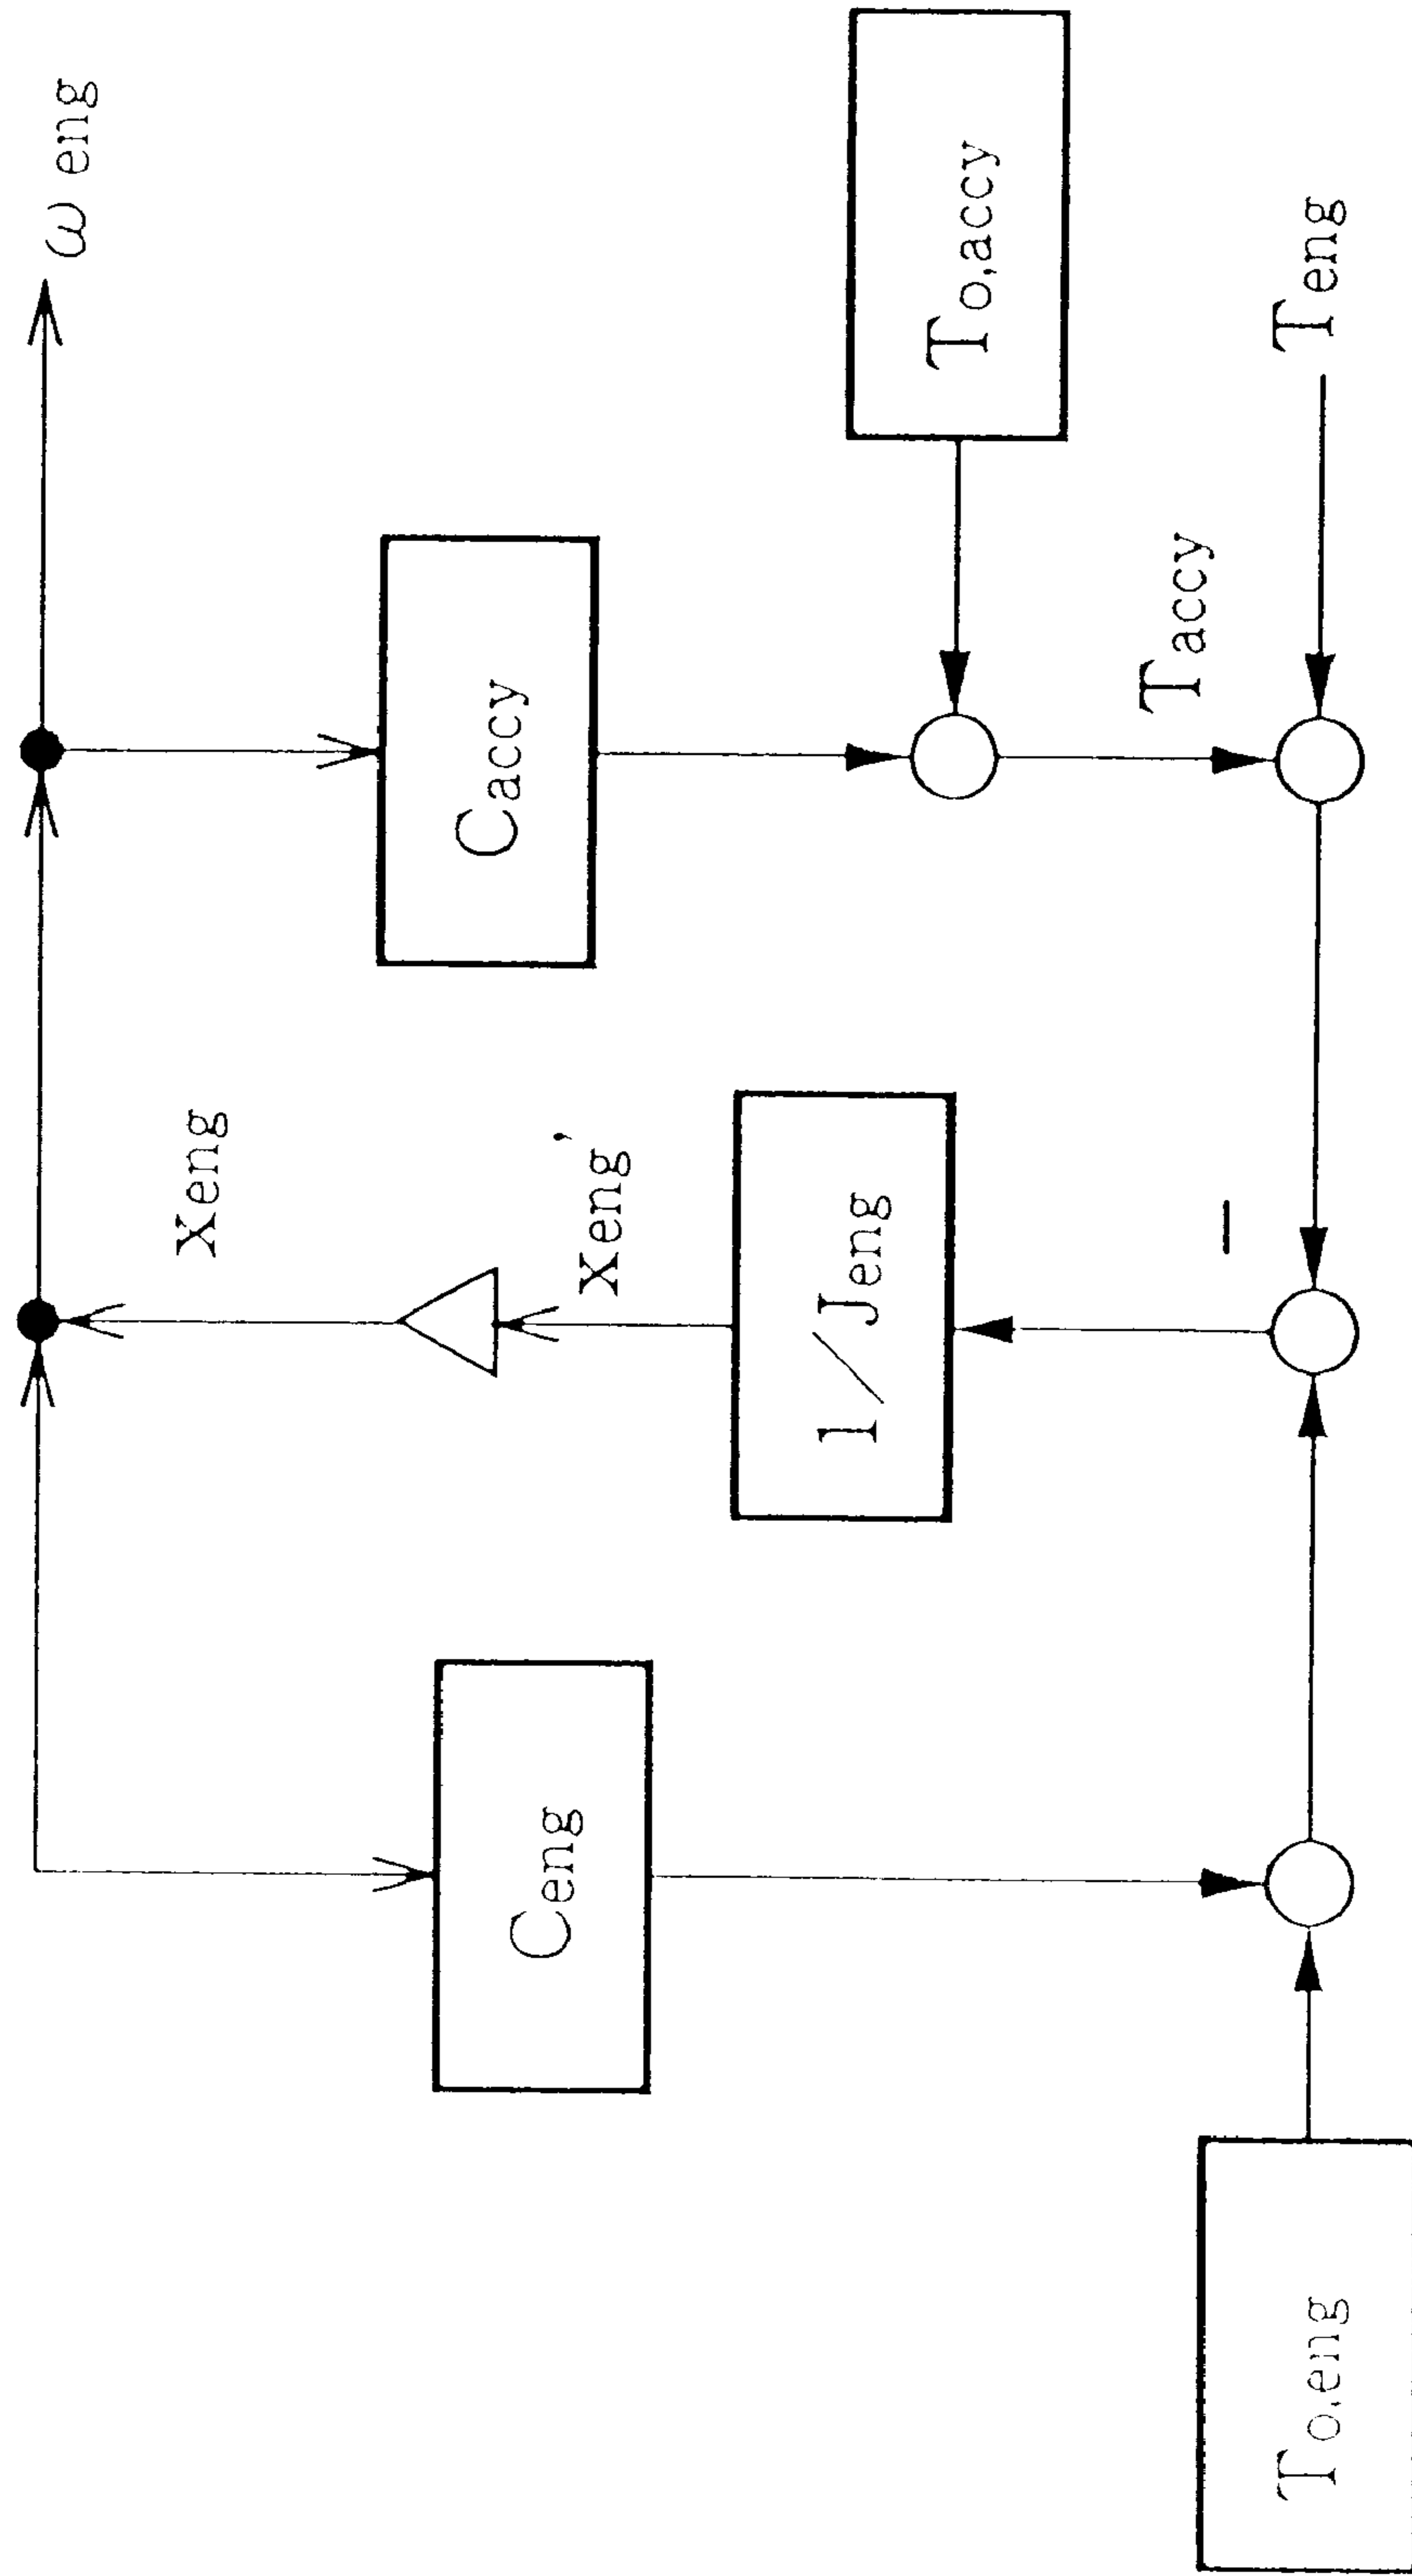 ω eng
To,accy
Teng
Taccy
Caccy
xeng
xeng'
1/Jeng
−
Ceng
To,eng